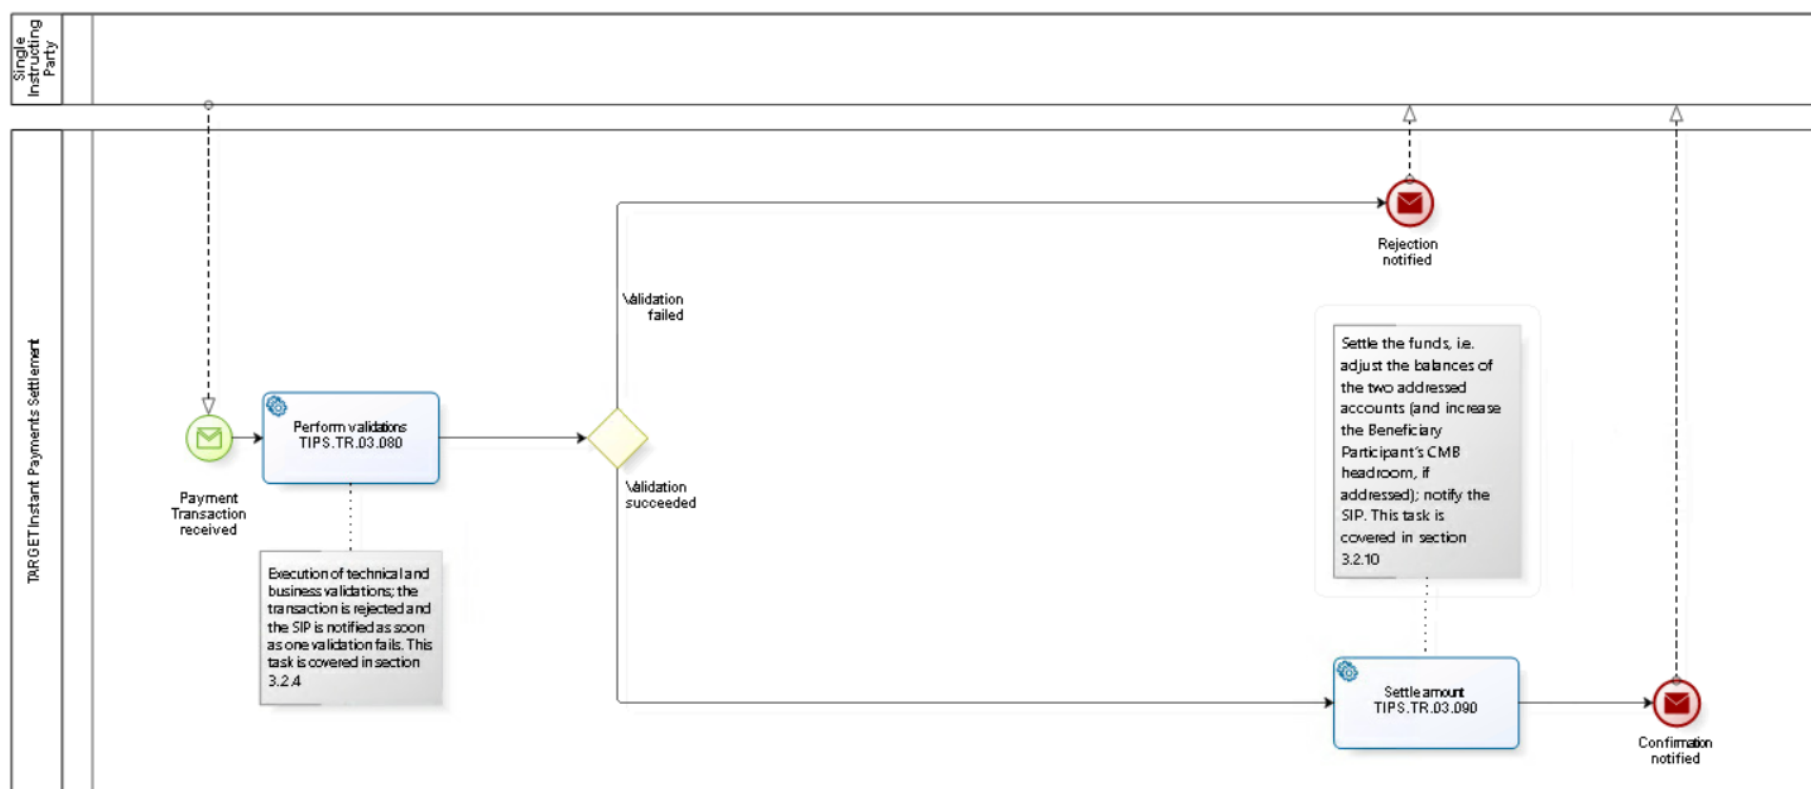 Single
Instructing
Party
TARGET Instant Payments Settlement
Payment
Transaction
received
Perform validations
TIPS.TR.03.080
Execution of technical and
business validations; the
transaction is rejected and
the SIP is notified as soon
as one validation fails. This
task is covered in section
3.2.4
Validation
failed
Validation
succeeded
Rejection
notified
Settle the funds, i.e.
adjust the balances of
the two addressed
accounts (and increase
the Beneficiary
Participant's CMB
headroom, if
addressed); notify the
SIP. This task is
covered in section
3.2.10
Settle amount
TIPS.TR.03.090
Confirmation
notified